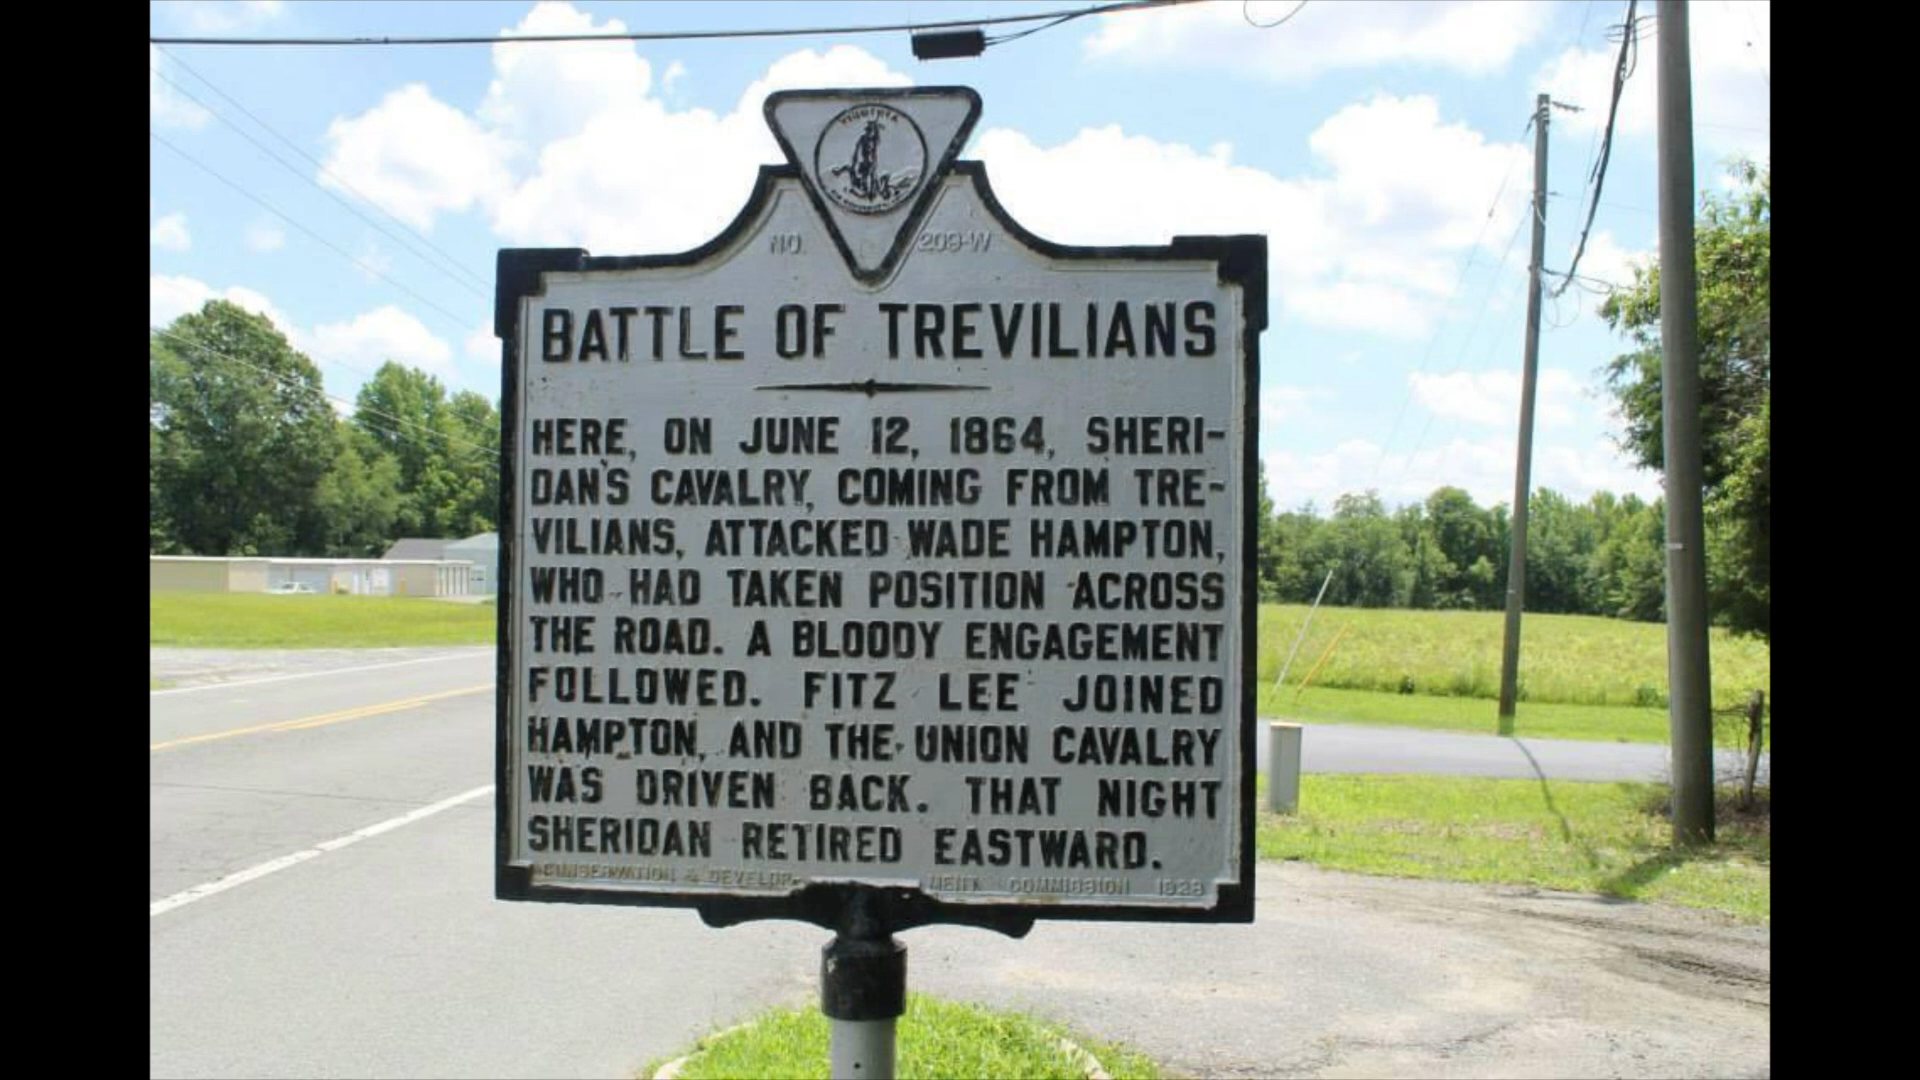 VIRGINIA
NO. 209-W
BATTLE OF TREVILIANS
HERE, ON JUNE 12, 1864, SHERI-
DAN'S CAVALRY, COMING FROM TRE-
VILIANS, ATTACKED WADE HAMPTON,
WHO HAD TAKEN POSITION ACROSS
THE ROAD. A BLOODY ENGAGEMENT
FOLLOWED. FITZ LEE JOINED
HAMPTON, AND THE UNION CAVALRY
WAS DRIVEN BACK. THAT NIGHT
SHERIDAN RETIRED EASTWARD.
CONSERVATION & DEVELOPMENT COMMISSION 1928